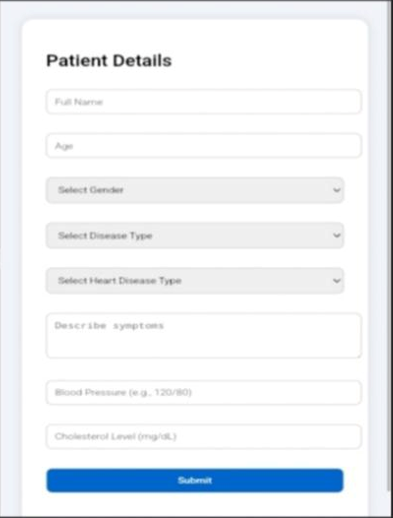 Patient Details
Full Name
Age
Select Gender
Select Disease Type
Select Heart Disease Type
Describe symptoms
Blood Pressure (e.g., 120/80)
Cholesterol Level (mg/dL)
Submit